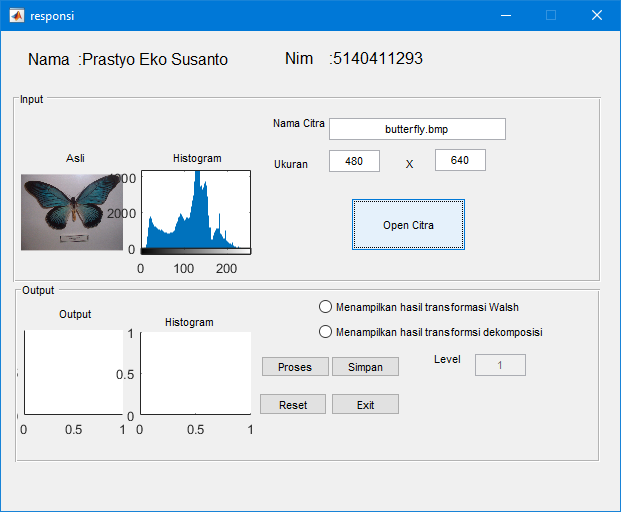 responsi
Nama :Prastyo Eko Susanto
Nim :5140411293
Input
Nama Citra
butterfly.bmp
Ukuran
480
X
640
Asli
Histogram
2000
0
0 100 200
Open Citra
Output
Output
Histogram
0 0.5 1
1
0.5
0
0 0.5 1
Menampilkan hasil transformasi Walsh
Menampilkan hasil transformsi dekomposisi
Proses
Simpan
Level
1
Reset
Exit